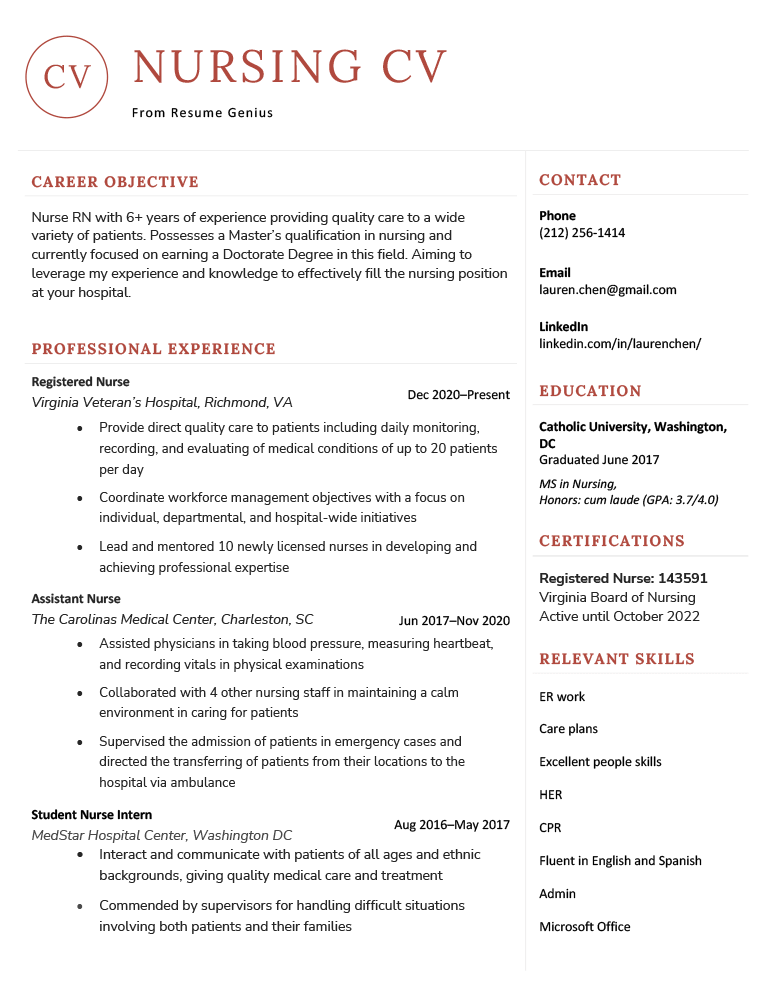 CV
NURSING CV
From Resume Genius
CAREER OBJECTIVE
Nurse RN with 6+ years of experience providing quality care to a wide
variety of patients. Possesses a Master’s qualification in nursing and
currently focused on earning a Doctorate Degree in this field. Aiming to
leverage my experience and knowledge to effectively fill the nursing position
at your hospital.
PROFESSIONAL EXPERIENCE
Registered Nurse
Virginia Veteran’s Hospital, Richmond, VA
Dec 2020–Present
• Provide direct quality care to patients including daily monitoring,
recording, and evaluating of medical conditions of up to 20 patients
per day
• Coordinate workforce management objectives with a focus on
individual, departmental, and hospital-wide initiatives
• Lead and mentored 10 newly licensed nurses in developing and
achieving professional expertise
Assistant Nurse
The Carolinas Medical Center, Charleston, SC
Jun 2017–Nov 2020
• Assisted physicians in taking blood pressure, measuring heartbeat,
and recording vitals in physical examinations
• Collaborated with 4 other nursing staff in maintaining a calm
environment in caring for patients
• Supervised the admission of patients in emergency cases and
directed the transferring of patients from their locations to the
hospital via ambulance
Student Nurse Intern
MedStar Hospital Center, Washington DC
Aug 2016–May 2017
• Interact and communicate with patients of all ages and ethnic
backgrounds, giving quality medical care and treatment
• Commended by supervisors for handling difficult situations
involving both patients and their families
CONTACT
Phone
(212) 256-1414
Email
lauren.chen@gmail.com
LinkedIn
linkedin.com/in/laurenchen/
EDUCATION
Catholic University, Washington,
DC
Graduated June 2017
MS in Nursing,
Honors: cum laude (GPA: 3.7/4.0)
CERTIFICATIONS
Registered Nurse: 143591
Virginia Board of Nursing
Active until October 2022
RELEVANT SKILLS
ER work
Care plans
Excellent people skills
HER
CPR
Fluent in English and Spanish
Admin
Microsoft Office